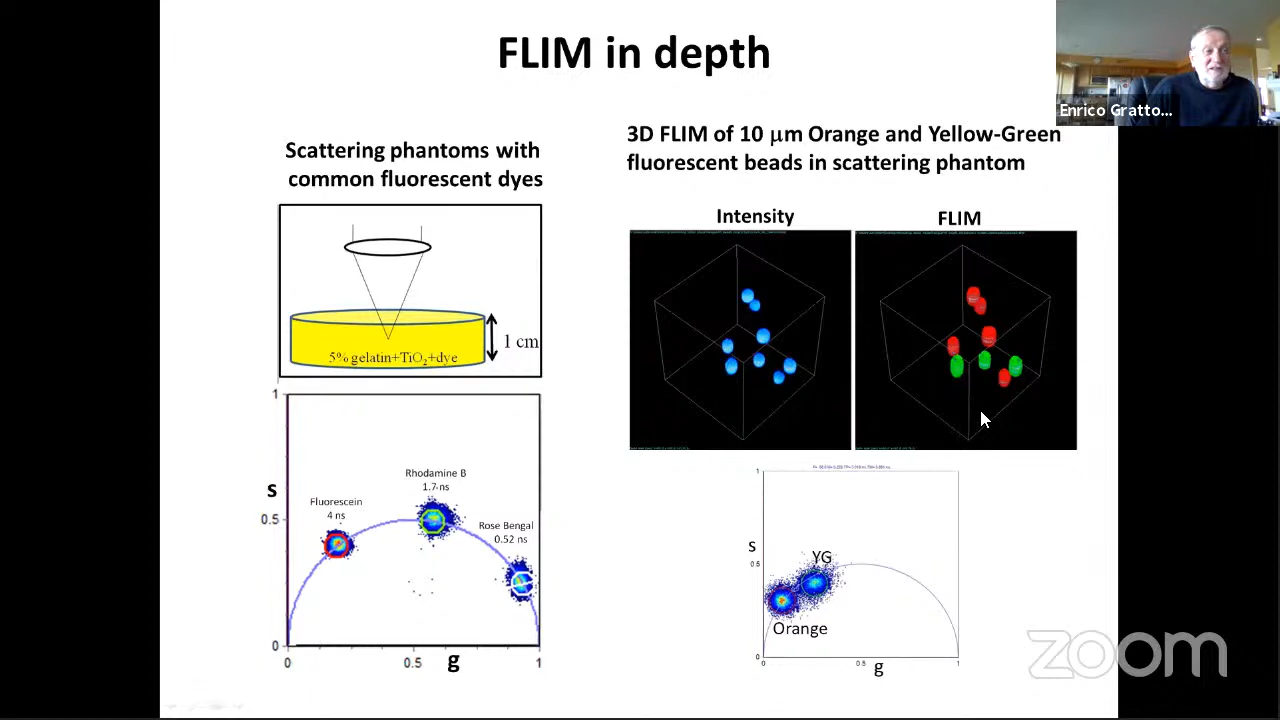 FLIM in depth
Enrico Gratto...
Scattering phantoms with
common fluorescent dyes
1 cm
5% gelatin+TiO2+dye
1
s
0.5
0
0
0.5
g
1
Fluorescein
4 ns
Rhodamine B
1.7 ns
Rose Bengal
0.52 ns
3D FLIM of 10 μm Orange and Yellow-Green
fluorescent beads in scattering phantom
Intensity
FLIM
1
s
0.5
0
YG
Orange
0
0.5
g
1
zoom